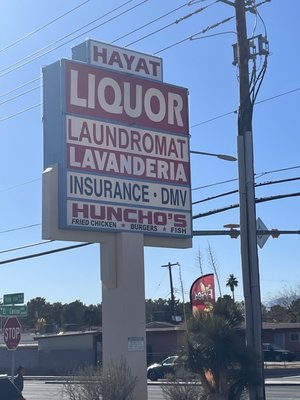 HAYAT
LIQUOR
LAUNDROMAT
LAVANDERIA
INSURANCE · DMV
HUNCHO'S
FRIED CHICKEN ★ BURGERS ★ FISH
STOP